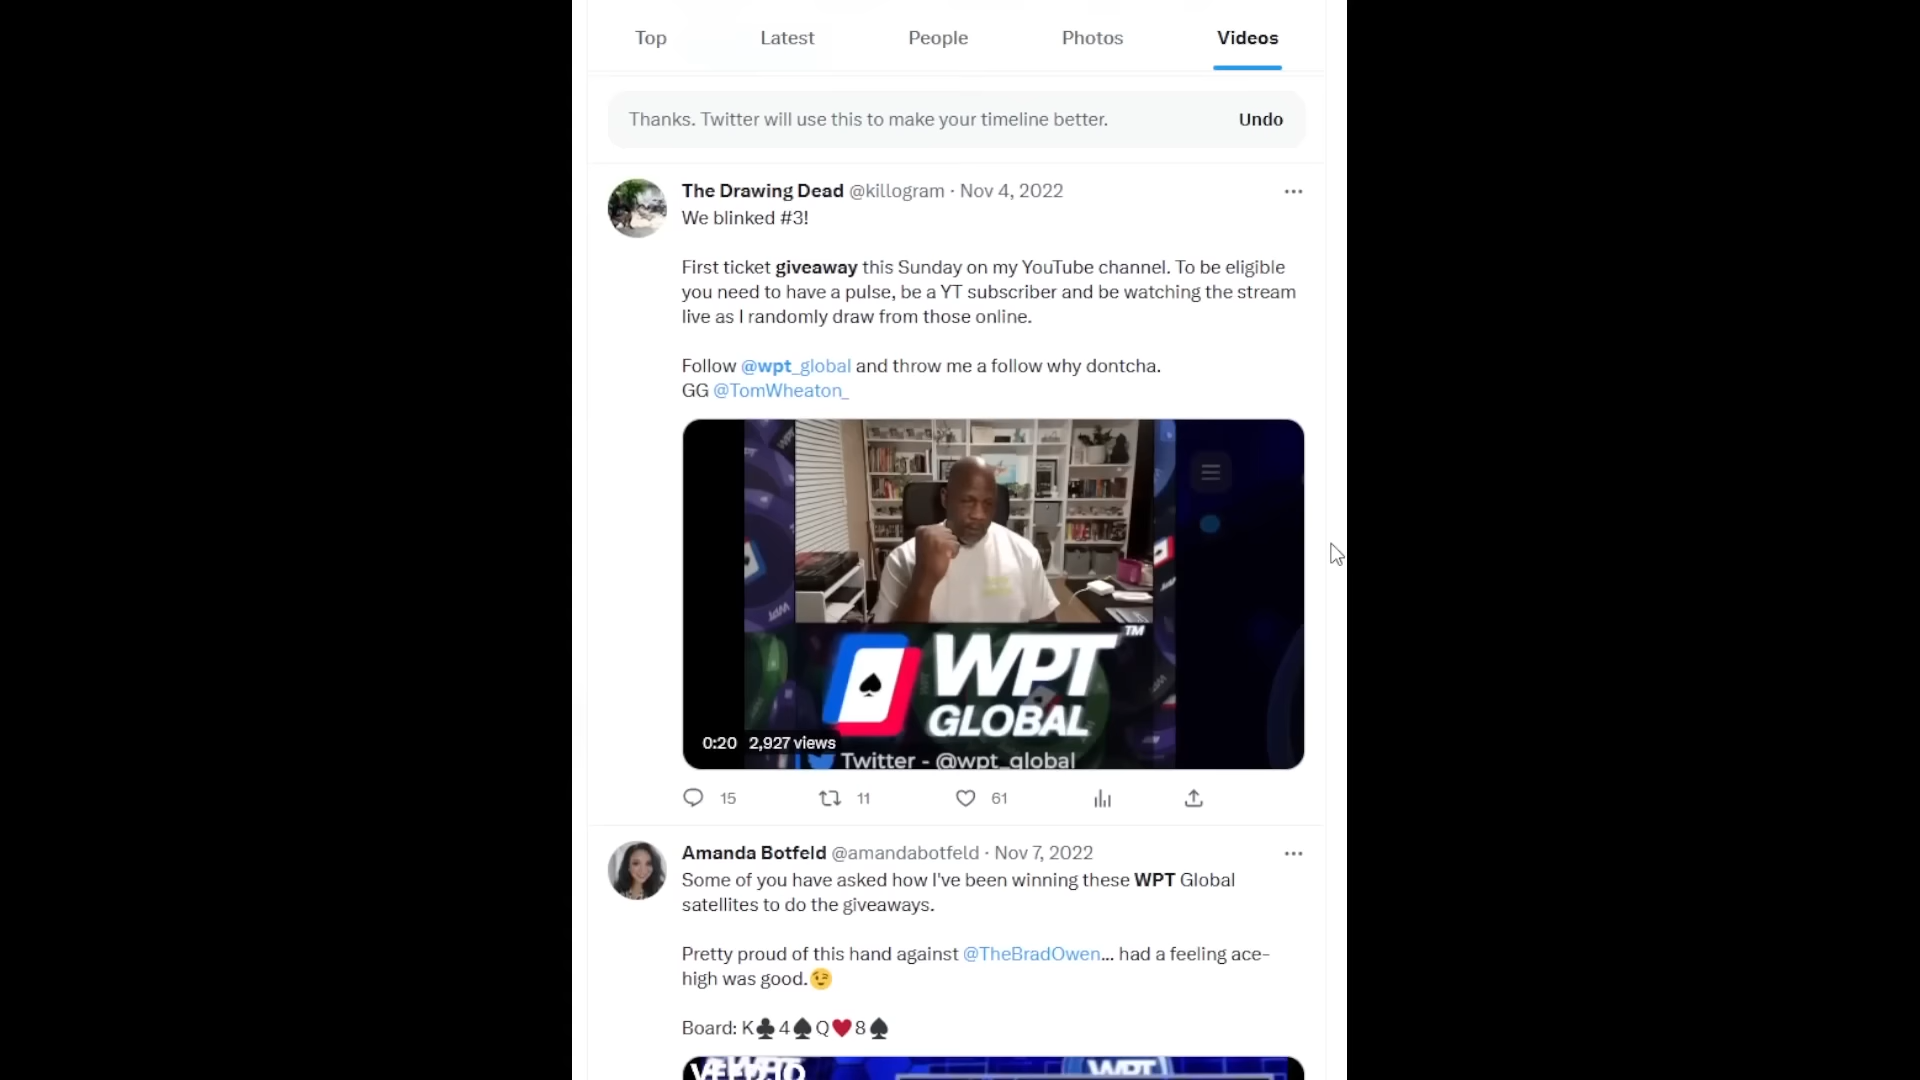 Top Latest People Photos Videos
Thanks. Twitter will use this to make your timeline better. Undo
The Drawing Dead @killogram · Nov 4, 2022
We blinked #3!
First ticket giveaway this Sunday on my YouTube channel. To be eligible
you need to have a pulse, be a YT subscriber and be watching the stream
live as I randomly draw from those online.
Follow @wpt_global and throw me a follow why dontcha.
GG @TomWheaton_
WPT TM
GLOBAL
0:20 2,927 views
Twitter - @wpt_global
15 11 61
Amanda Botfeld @amandabotfeld · Nov 7, 2022
Some of you have asked how I've been winning these WPT Global
satellites to do the giveaways.
Pretty proud of this hand against @TheBradOwen... had a feeling ace-
high was good.😉
Board: K♣4♠Q♥8♠
VEED.IO WPT